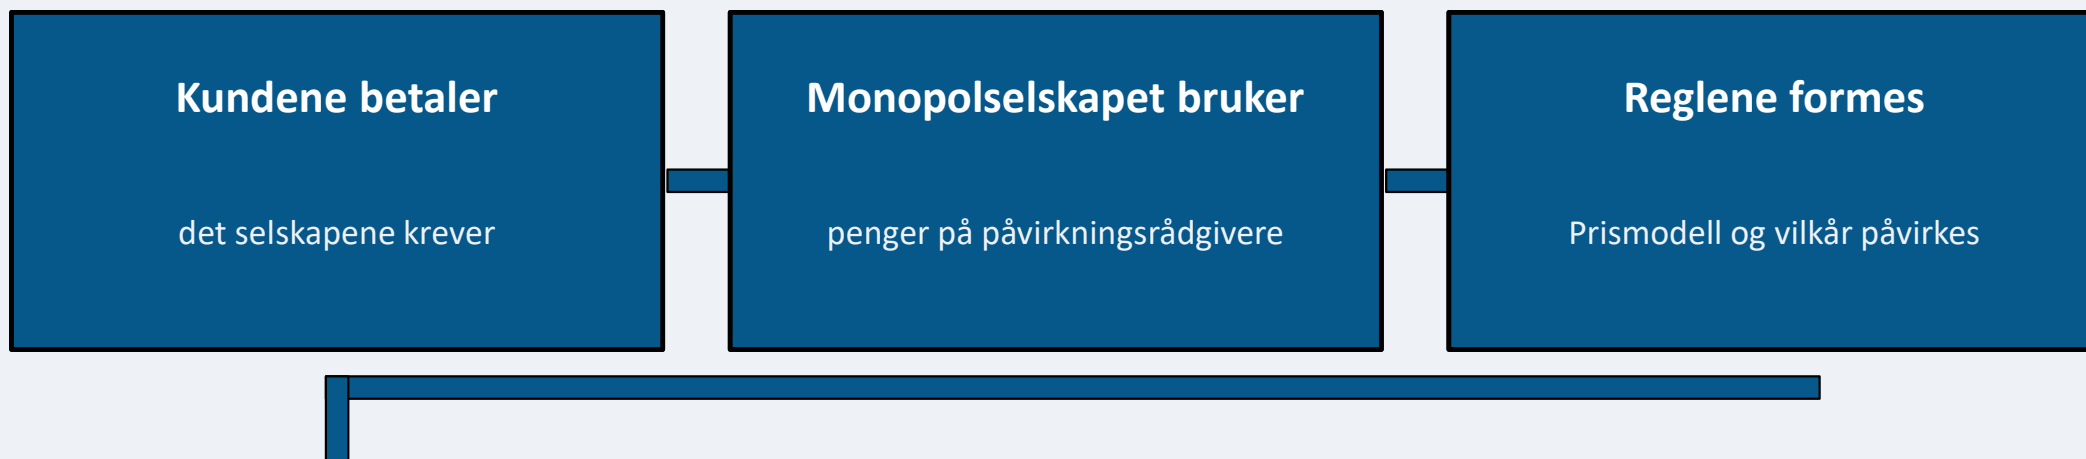 Kundene betaler
det selskapene krever
Monopolselskapet bruker
penger på påvirkningsrådgivere
Reglene formes
Prismodell og vilkår påvirkes